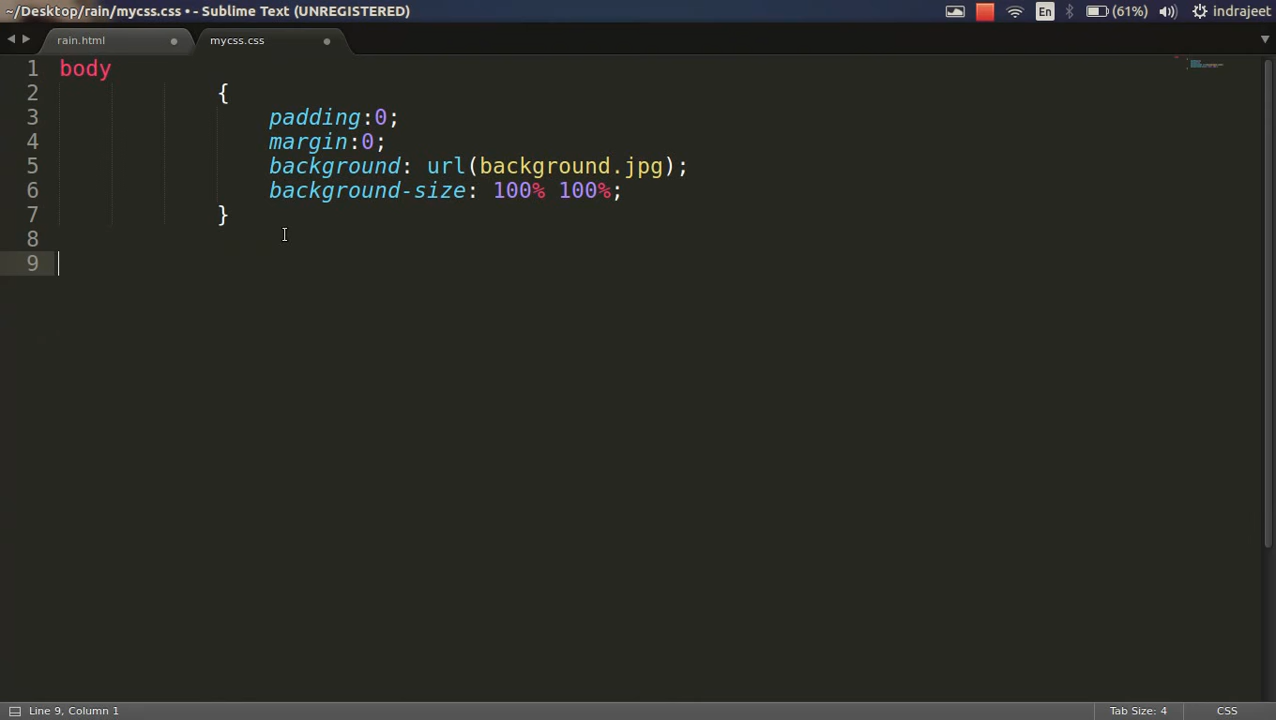 ~/Desktop/rain/mycss.css • - Sublime Text (UNREGISTERED)
En (61%) indrajeet
rain.html mycss.css
1 body
2 {
3 padding:0;
4 margin:0;
5 background: url(background.jpg);
6 background-size: 100% 100%;
7 }
8
9
Line 9, Column 1 Tab Size: 4 CSS